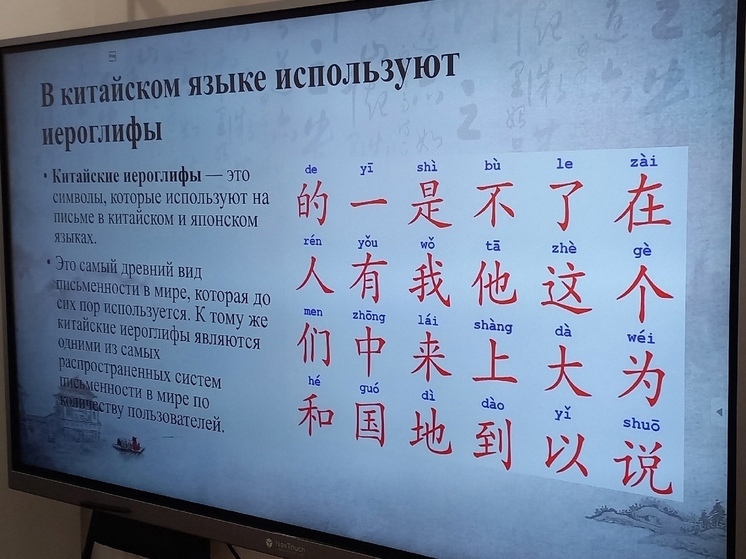 В китайском языке используют
иероглифы
• Китайские иероглифы — это
символы, которые используют на
письме в китайском и японском
языках.
• Это самый древний вид
письменности в мире, которая до
сих пор используется. К тому же
китайские иероглифы являются
одними из самых
распространенных систем
письменности в мире по
количеству пользователей.
de yī shì bù le zài
的 一 是 不 了 在
rén yǒu wǒ tā zhè gè
人 有 我 他 这 个
men zhōng lái shàng dà wéi
们 中 来 上 大 为
hé guó dì dào yǐ shuō
和 国 地 到 以 说
NexTouch